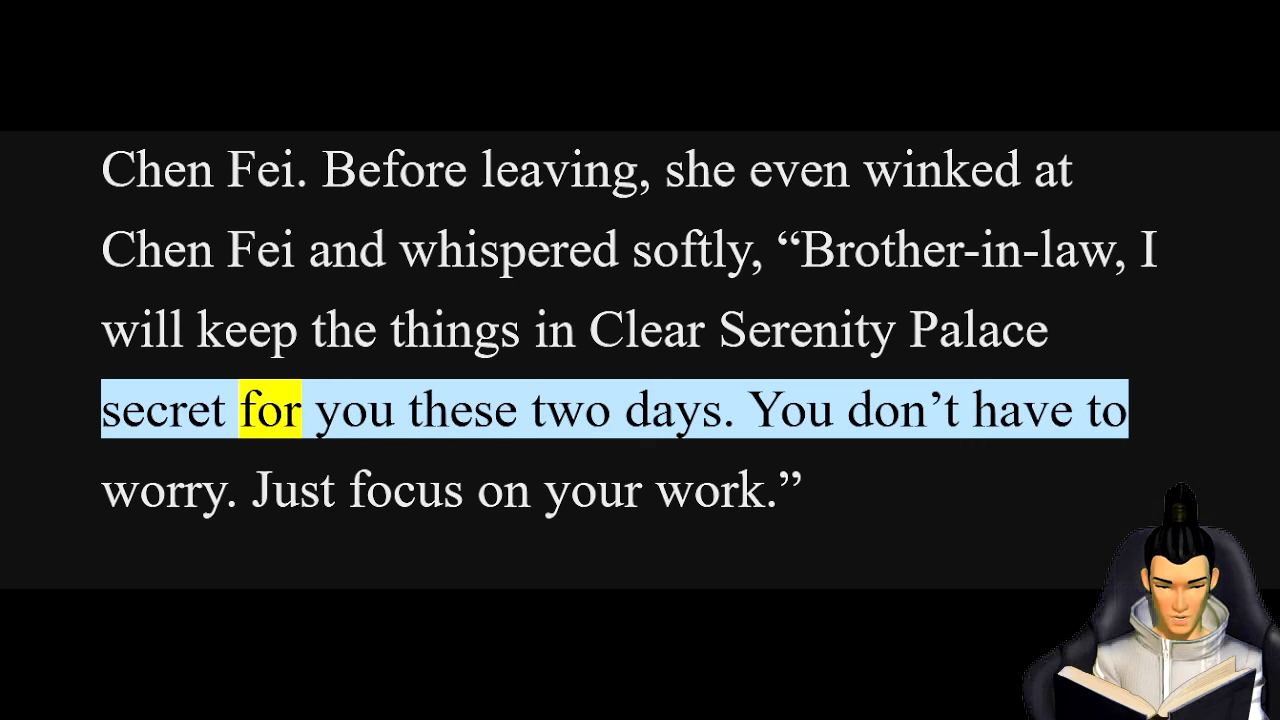 Chen Fei. Before leaving, she even winked at
Chen Fei and whispered softly, “Brother-in-law, I
will keep the things in Clear Serenity Palace
secret for you these two days. You don’t have to
worry. Just focus on your work.”